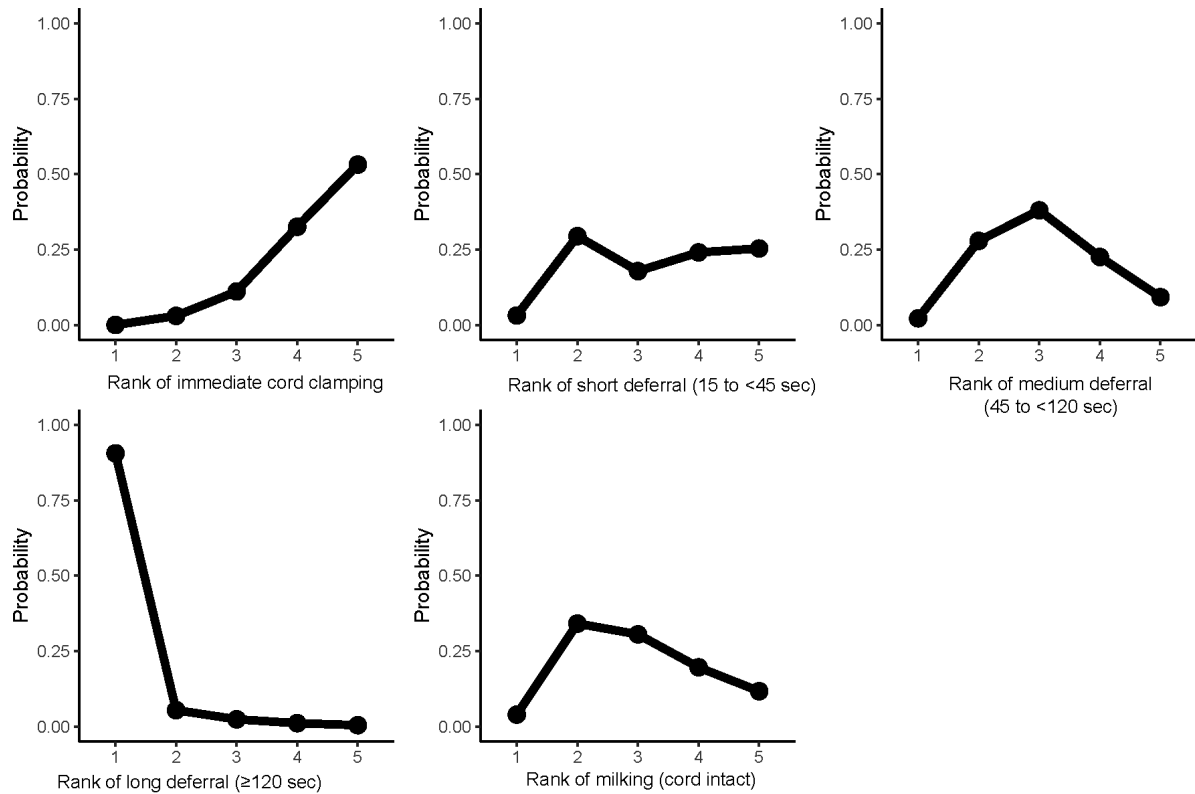 1.00
0.75
0.50
0.25
0.00
Probability
1 2 3 4 5
Rank of immediate cord clamping
1.00
0.75
0.50
0.25
0.00
Probability
1 2 3 4 5
Rank of short deferral (15 to <45 sec)
1.00
0.75
0.50
0.25
0.00
Probability
1 2 3 4 5
Rank of medium deferral
(45 to <120 sec)
1.00
0.75
0.50
0.25
0.00
Probability
1 2 3 4 5
Rank of long deferral (≥120 sec)
1.00
0.75
0.50
0.25
0.00
Probability
1 2 3 4 5
Rank of milking (cord intact)